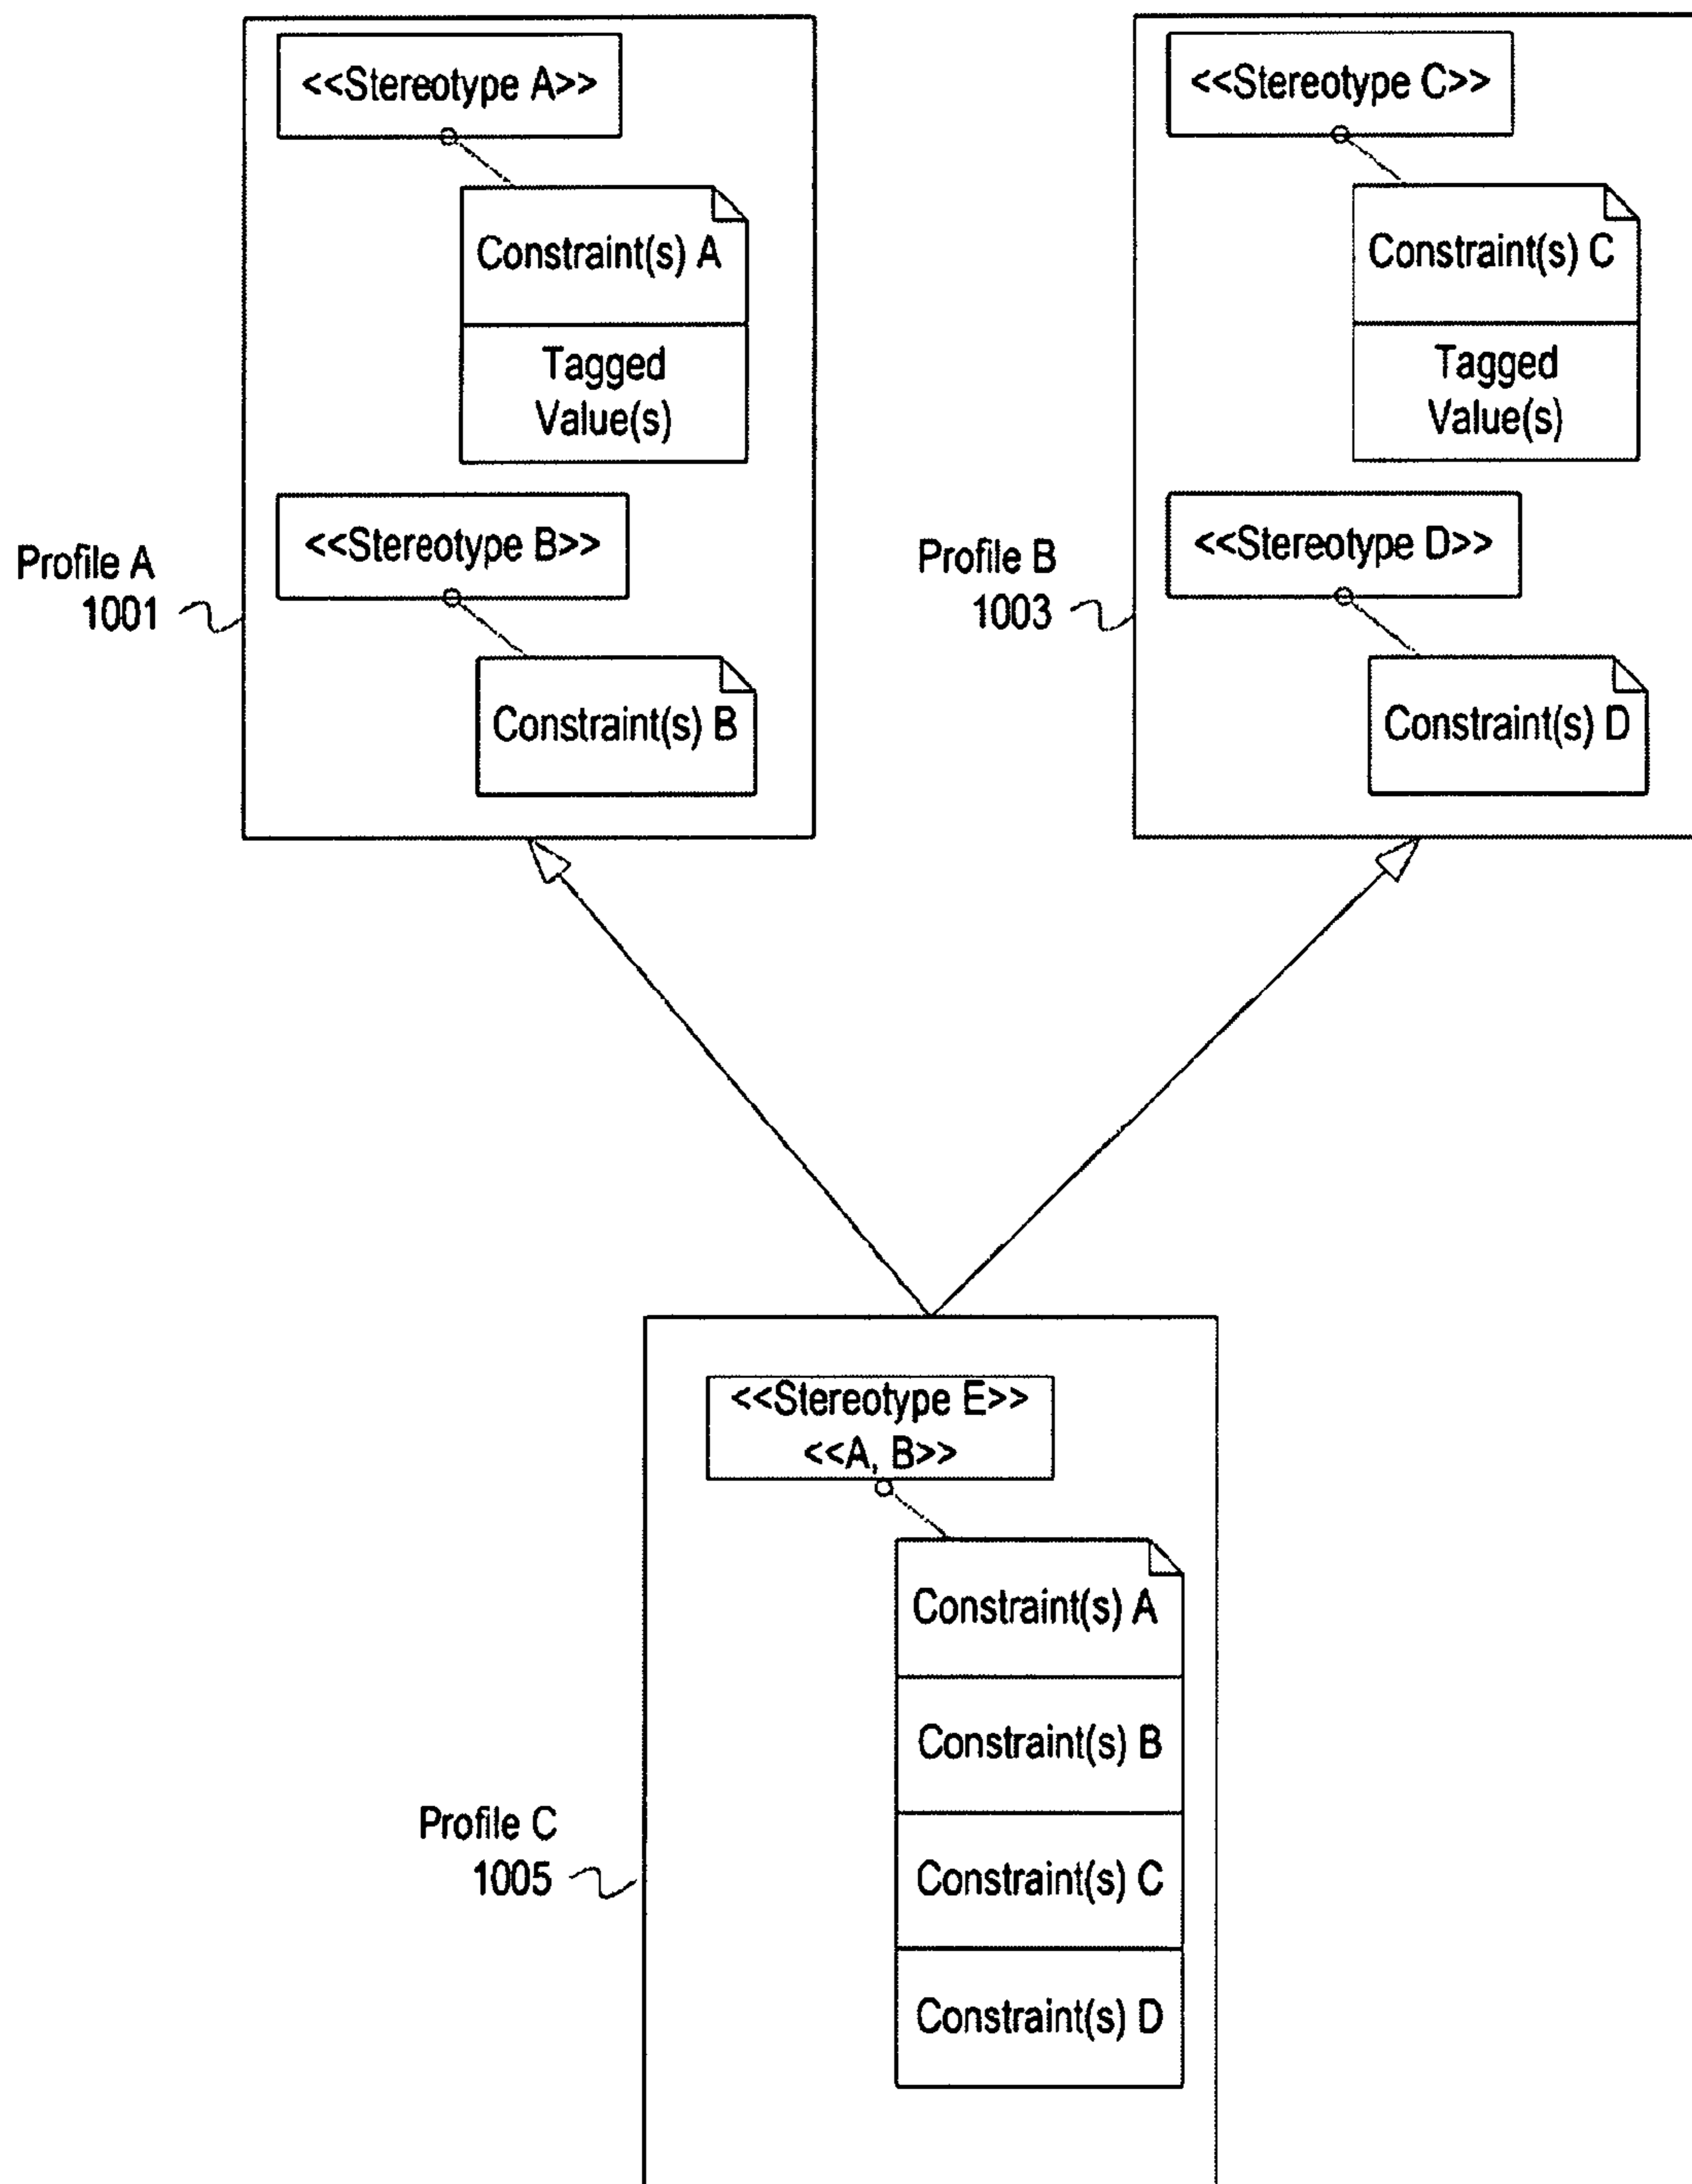 <<Stereotype A>>
Constraint(s) A
Tagged
Value(s)
<<Stereotype B>>
Profile A
1001
Constraint(s) B
<<Stereotype C>>
Constraint(s) C
Tagged
Value(s)
<<Stereotype D>>
Profile B
1003
Constraint(s) D
<<Stereotype E>>
<<A, B>>
Constraint(s) A
Constraint(s) B
Profile C
1005
Constraint(s) C
Constraint(s) D